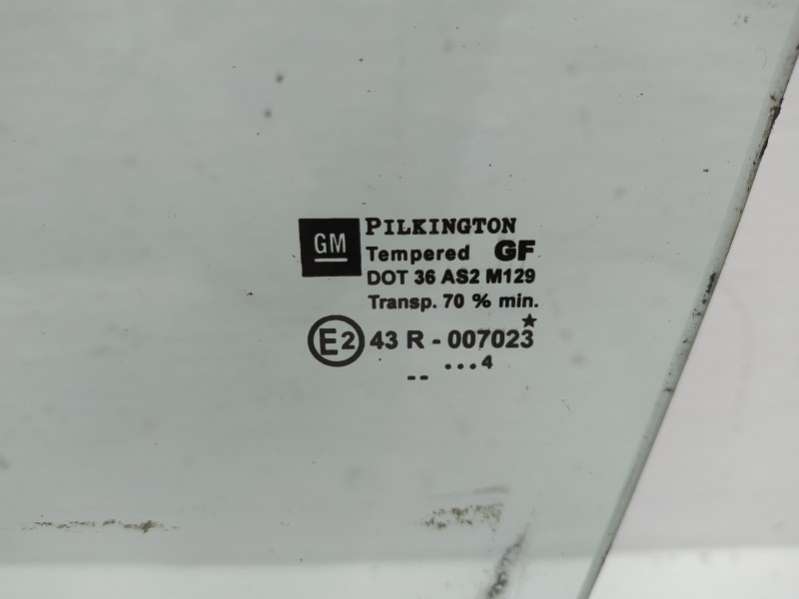 GM
PILKINGTON
Tempered GF
DOT 36 AS2 M129
Transp. 70 % min.
E2 43 R - 007023★
...4
--